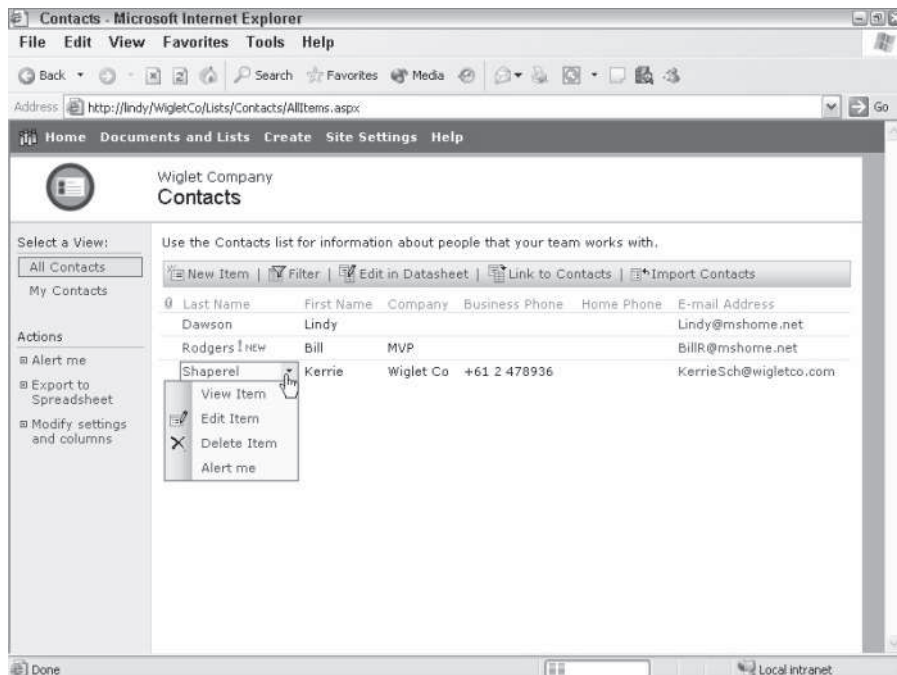 Contacts - Microsoft Internet Explorer
File Edit View Favorites Tools Help
Back Search Favorites Media
Address http://lindy/WigletCo/Lists/Contacts/AllItems.aspx Go
Home Documents and Lists Create Site Settings Help
Wiglet Company
Contacts
Select a View:
All Contacts
My Contacts
Actions
Alert me
Export to
Spreadsheet
Modify settings
and columns
Use the Contacts list for information about people that your team works with.
New Item | Filter | Edit in Datasheet | Link to Contacts | Import Contacts
Last Name First Name Company Business Phone Home Phone E-mail Address
Dawson Lindy Lindy@mshome.net
Rodgers ! NEW Bill MVP BillR@mshome.net
Shaperel Kerrie Wiglet Co +61 2 478936 KerrieSch@wigletco.com
View Item
Edit Item
Delete Item
Alert me
Done Local intranet